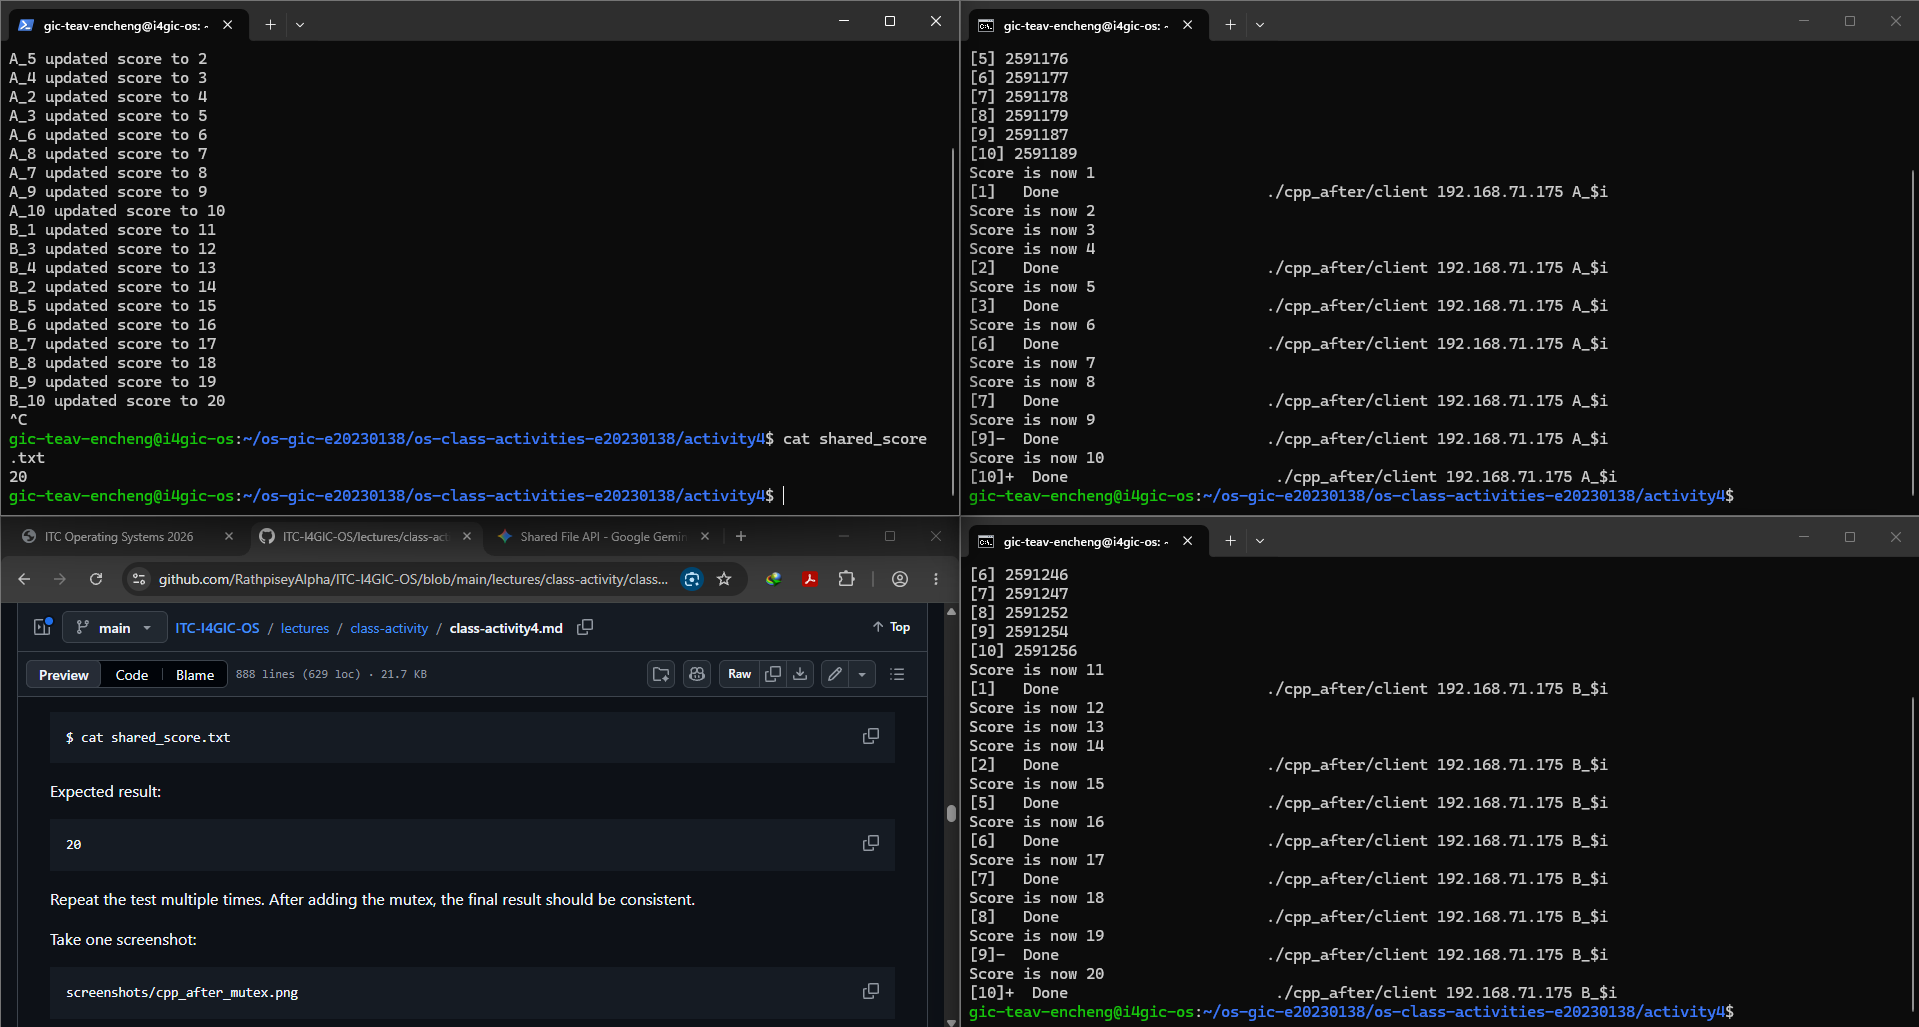 gic-teav-encheng@i4gic-os: ~
A_5 updated score to 2
A_4 updated score to 3
A_2 updated score to 4
A_3 updated score to 5
A_6 updated score to 6
A_8 updated score to 7
A_7 updated score to 8
A_9 updated score to 9
A_10 updated score to 10
B_1 updated score to 11
B_3 updated score to 12
B_4 updated score to 13
B_2 updated score to 14
B_5 updated score to 15
B_6 updated score to 16
B_7 updated score to 17
B_8 updated score to 18
B_9 updated score to 19
B_10 updated score to 20
^C
gic-teav-encheng@i4gic-os:~/os-gic-e20230138/os-class-activities-e20230138/activity4$ cat shared_score
.txt
20
gic-teav-encheng@i4gic-os:~/os-gic-e20230138/os-class-activities-e20230138/activity4$
gic-teav-encheng@i4gic-os: ~
[5] 2591176
[6] 2591177
[7] 2591178
[8] 2591179
[9] 2591187
[10] 2591189
Score is now 1
[1]   Done                       ./cpp_after/client 192.168.71.175 A_$i
Score is now 2
Score is now 3
Score is now 4
[2]   Done                       ./cpp_after/client 192.168.71.175 A_$i
Score is now 5
[3]   Done                       ./cpp_after/client 192.168.71.175 A_$i
Score is now 6
[6]   Done                       ./cpp_after/client 192.168.71.175 A_$i
Score is now 7
Score is now 8
[7]   Done                       ./cpp_after/client 192.168.71.175 A_$i
Score is now 9
[9]-  Done                       ./cpp_after/client 192.168.71.175 A_$i
Score is now 10
[10]+  Done                       ./cpp_after/client 192.168.71.175 A_$i
gic-teav-encheng@i4gic-os:~/os-gic-e20230138/os-class-activities-e20230138/activity4$
ITC Operating Systems 2026
ITC-I4GIC-OS/lectures/class-act
Shared File API - Google Gemin
github.com/RathpiseyAlpha/ITC-I4GIC-OS/blob/main/lectures/class-activity/class...
main
ITC-I4GIC-OS / lectures / class-activity / class-activity4.md
Top
Preview Code Blame 888 lines (629 loc) · 21.7 KB Raw
$ cat shared_score.txt
Expected result:
20
Repeat the test multiple times. After adding the mutex, the final result should be consistent.
Take one screenshot:
screenshots/cpp_after_mutex.png
gic-teav-encheng@i4gic-os: ~
[6] 2591246
[7] 2591247
[8] 2591252
[9] 2591254
[10] 2591256
Score is now 11
[1]   Done                       ./cpp_after/client 192.168.71.175 B_$i
Score is now 12
Score is now 13
Score is now 14
[2]   Done                       ./cpp_after/client 192.168.71.175 B_$i
Score is now 15
[5]   Done                       ./cpp_after/client 192.168.71.175 B_$i
Score is now 16
[6]   Done                       ./cpp_after/client 192.168.71.175 B_$i
Score is now 17
[7]   Done                       ./cpp_after/client 192.168.71.175 B_$i
Score is now 18
[8]   Done                       ./cpp_after/client 192.168.71.175 B_$i
Score is now 19
[9]-  Done                       ./cpp_after/client 192.168.71.175 B_$i
Score is now 20
[10]+  Done                       ./cpp_after/client 192.168.71.175 B_$i
gic-teav-encheng@i4gic-os:~/os-gic-e20230138/os-class-activities-e20230138/activity4$